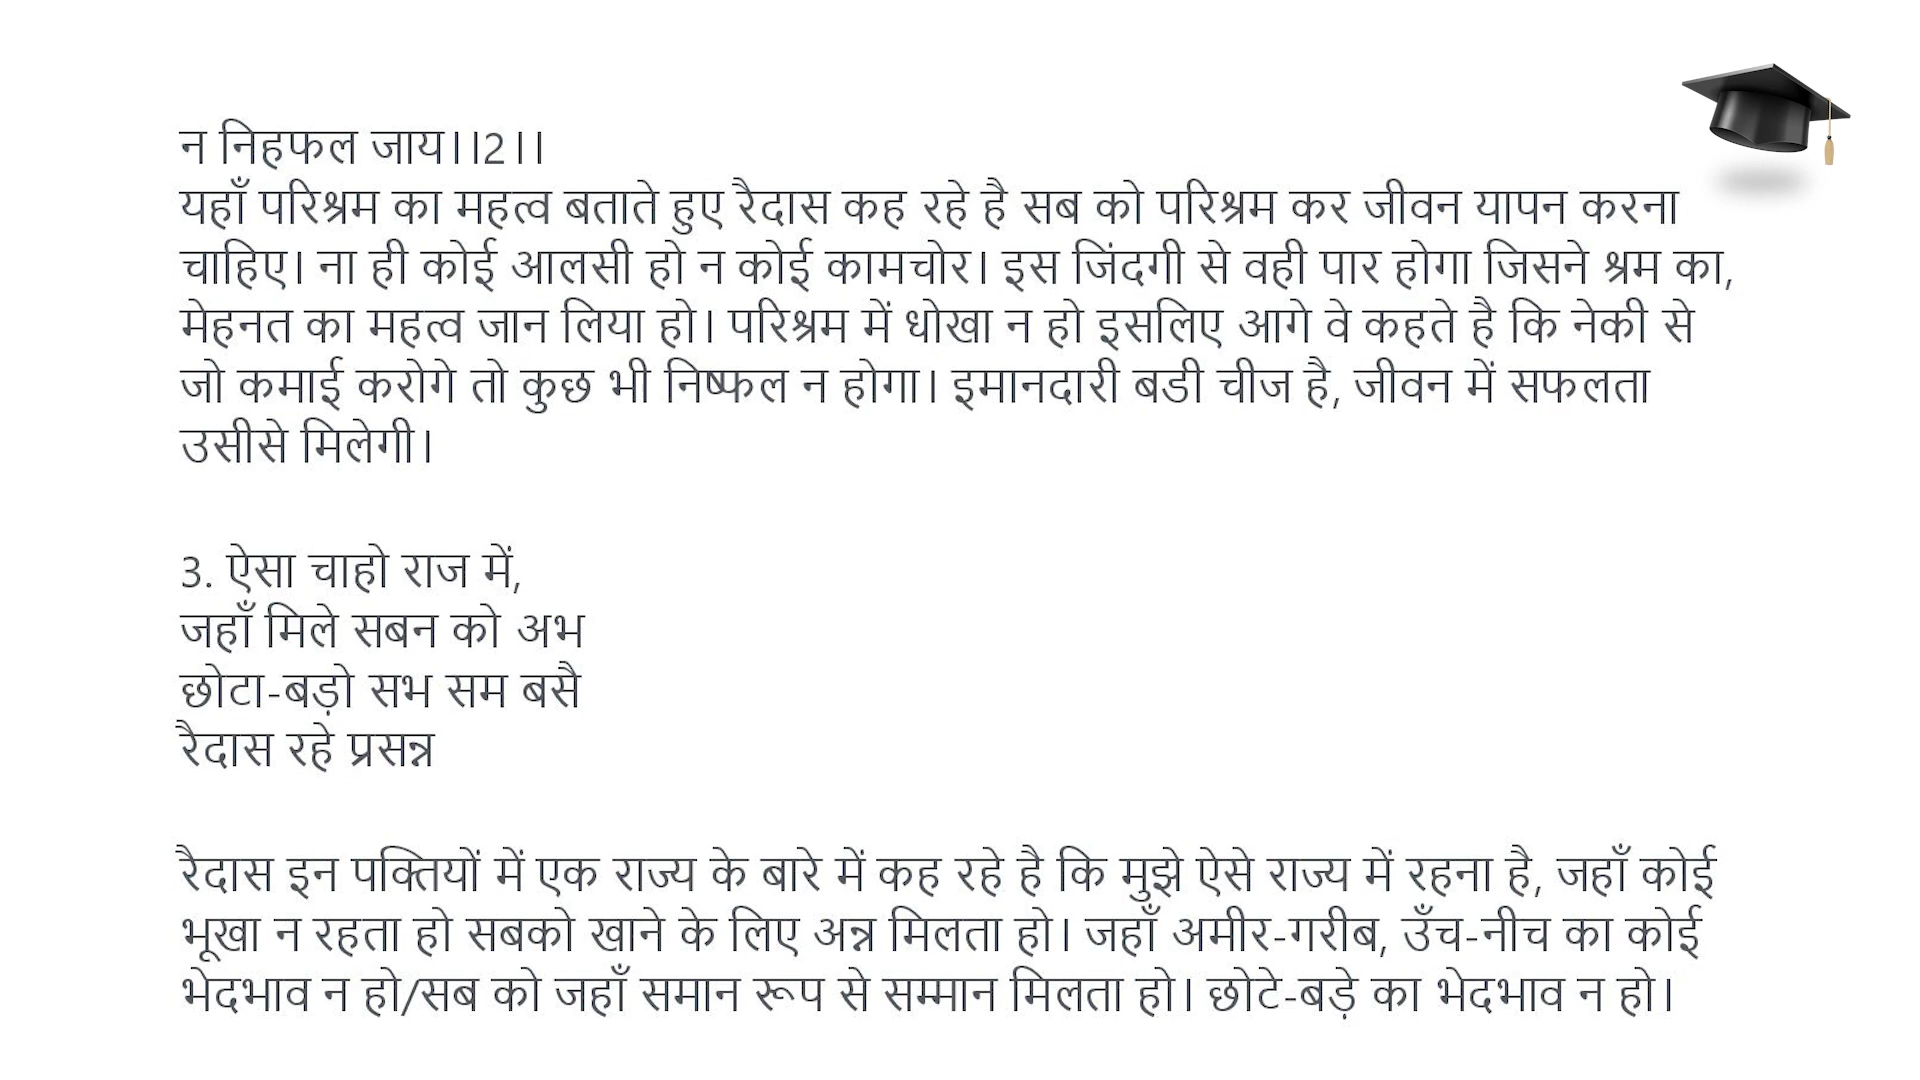 न निहफल जाय।।2।।
यहाँ परिश्रम का महत्व बताते हुए रैदास कह रहे है सब को परिश्रम कर जीवन यापन करना
चाहिए। ना ही कोई आलसी हो न कोई कामचोर। इस जिंदगी से वही पार होगा जिसने श्रम का,
मेहनत का महत्व जान लिया हो। परिश्रम में धोखा न हो इसलिए आगे वे कहते है कि नेकी से
जो कमाई करोगे तो कुछ भी निष्फल न होगा। इमानदारी बडी चीज है, जीवन में सफलता
उसीसे मिलेगी।
3. ऐसा चाहो राज में,
जहाँ मिले सबन को अभ
छोटा-बड़ो सभ सम बसै
रैदास रहे प्रसन्न
रैदास इन पक्तियों में एक राज्य के बारे में कह रहे है कि मुझे ऐसे राज्य में रहना है, जहाँ कोई
भूखा न रहता हो सबको खाने के लिए अन्न मिलता हो। जहाँ अमीर-गरीब, उँच-नीच का कोई
भेदभाव न हो/सब को जहाँ समान रूप से सम्मान मिलता हो। छोटे-बड़े का भेदभाव न हो।